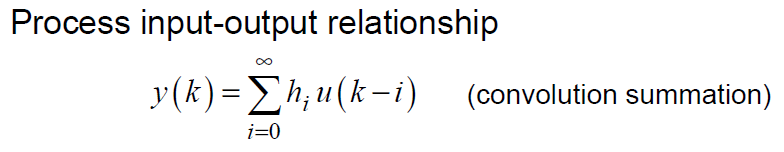 Process input-output relationship
y(k) = ∑_{i=0}^{∞} h_i u(k−i) (convolution summation)